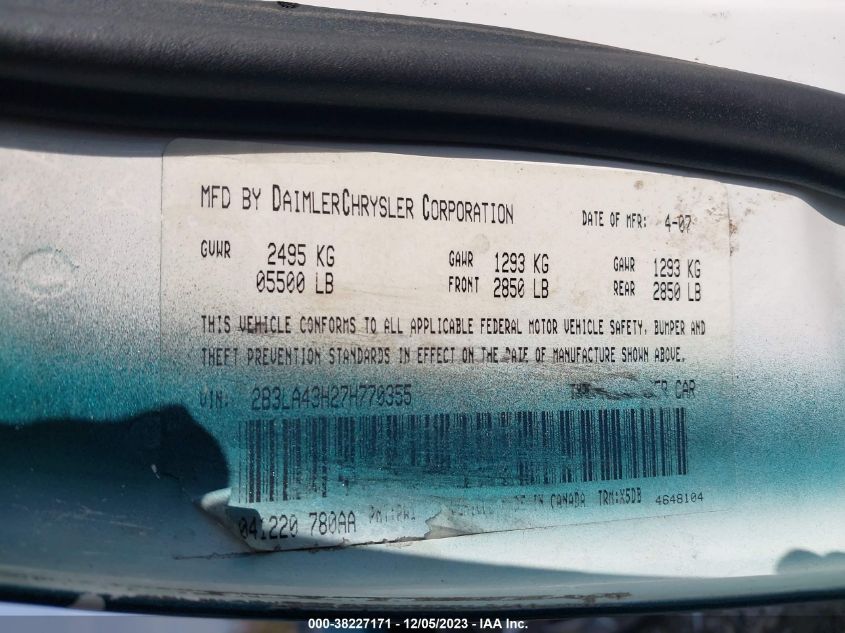 MFD BY DAIMLERCHRYSLER CORPORATION DATE OF MFR: 4-07
GVWR 2495 KG GAWR 1293 KG GAWR 1293 KG
05500 LB FRONT 2850 LB REAR 2850 LB
THIS VEHICLE CONFORMS TO ALL APPLICABLE FEDERAL MOTOR VEHICLE SAFETY, BUMPER AND
THEFT PREVENTION STANDARDS IN EFFECT ON THE DATE OF MANUFACTURE SHOWN ABOVE.
VIN: 2B3LA43H27H770355 CAR
IN CANADA TRM:X5DB 4648104
041220 780AA
000-38227171 - 12/05/2023 - IAA Inc.